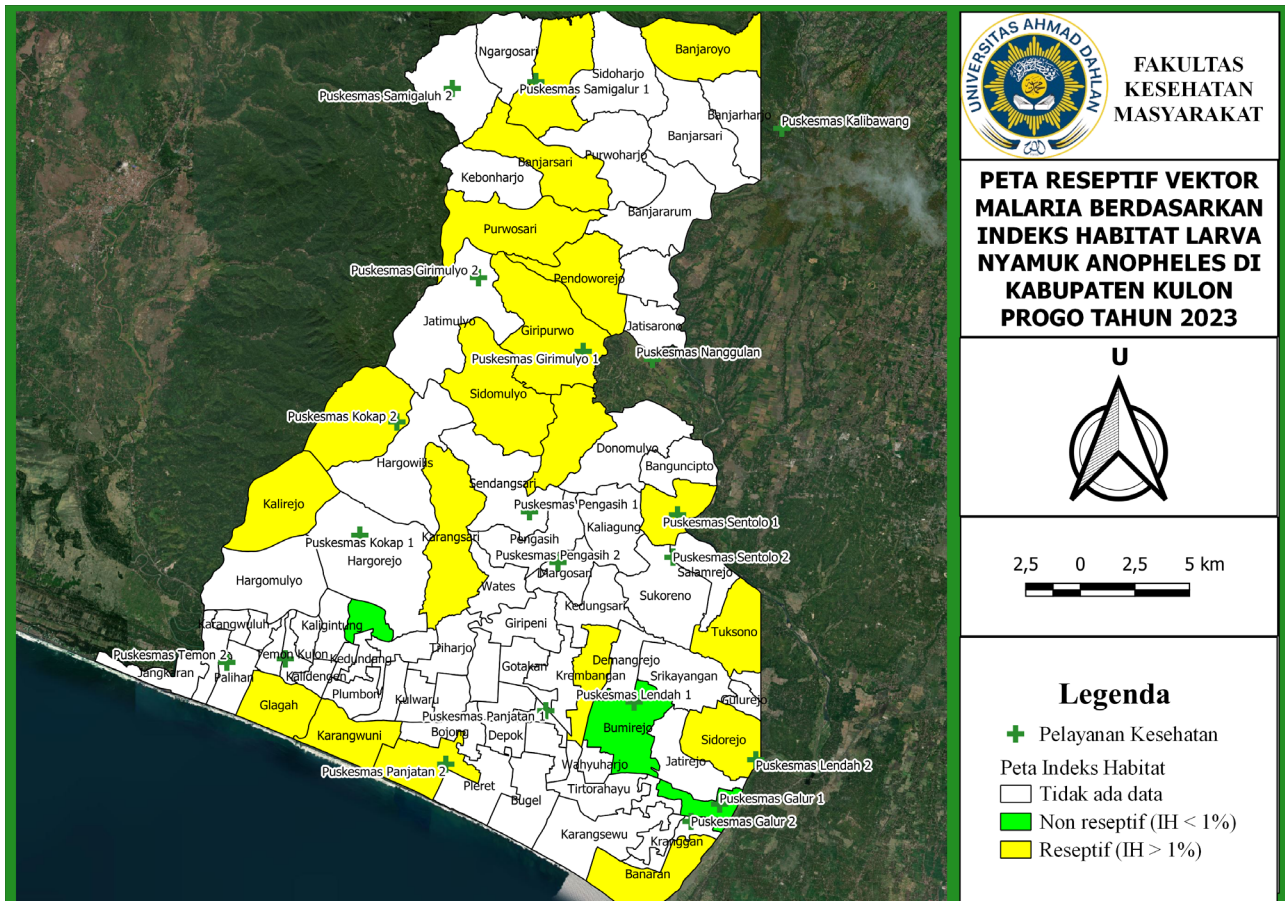 Ngargosari
Banjaroyo
Sidoharjo
Puskesmas Samigaluh 2
Puskesmas Samigalur 1
Banjarharjo
Puskesmas Kalibawang
Banjarsari
Purwoharjo
Banjarsari
Kebonharjo
Banjararum
Purwosari
Puskesmas Girimulyo 2
Pendoworejo
Jatimulyo
Giripurwo
Jatisarono
Puskesmas Girimulyo 1
Puskesmas Nanggulan
Sidomulyo
Puskesmas Kokap 2
Donomulyo
Hargowilis
Banguncipto
Sendangsari
Kalirejo
Puskesmas Pengasih 1
Kaliagung
Puskesmas Sentolo 1
Karangsari
Pengasih
Puskesmas Kokap 1
Puskesmas Pengasih 2
Puskesmas Sentolo 2
Hargorejo
Margosari
Salamrejo
Hargomulyo
Wates
Sukoreno
Kedungsari
Karangwuluh
Kaligintung
Giripeni
Tuksono
Triharjo
Puskesmas Temon 2
Temon Kulon
Kedundang
Gotakan
Demangrejo
Jangkaran
Palihan
Kalidengen
Krembangan
Srikayangan
Plumbon
Kulwaru
Puskesmas Lendah 1
Gulurejo
Glagah
Puskesmas Panjatan 1
Bumirejo
Karangwuni
Bojong
Depok
Sidorejo
Puskesmas Panjatan 2
Wahyuharjo
Jatirejo
Puskesmas Lendah 2
Pleret
Tirtorahayu
Bugel
Puskesmas Galur 1
Puskesmas Galur 2
Karangsewu
Kranggan
Banaran
UNIVERSITAS AHMAD DAHLAN
FAKULTAS
KESEHATAN
MASYARAKAT
PETA RESEPTIF VEKTOR
MALARIA BERDASARKAN
INDEKS HABITAT LARVA
NYAMUK ANOPHELES DI
KABUPATEN KULON
PROGO TAHUN 2023
U
2,5 0 2,5 5 km
Legenda
Pelayanan Kesehatan
Peta Indeks Habitat
Tidak ada data
Non reseptif (IH < 1%)
Reseptif (IH > 1%)